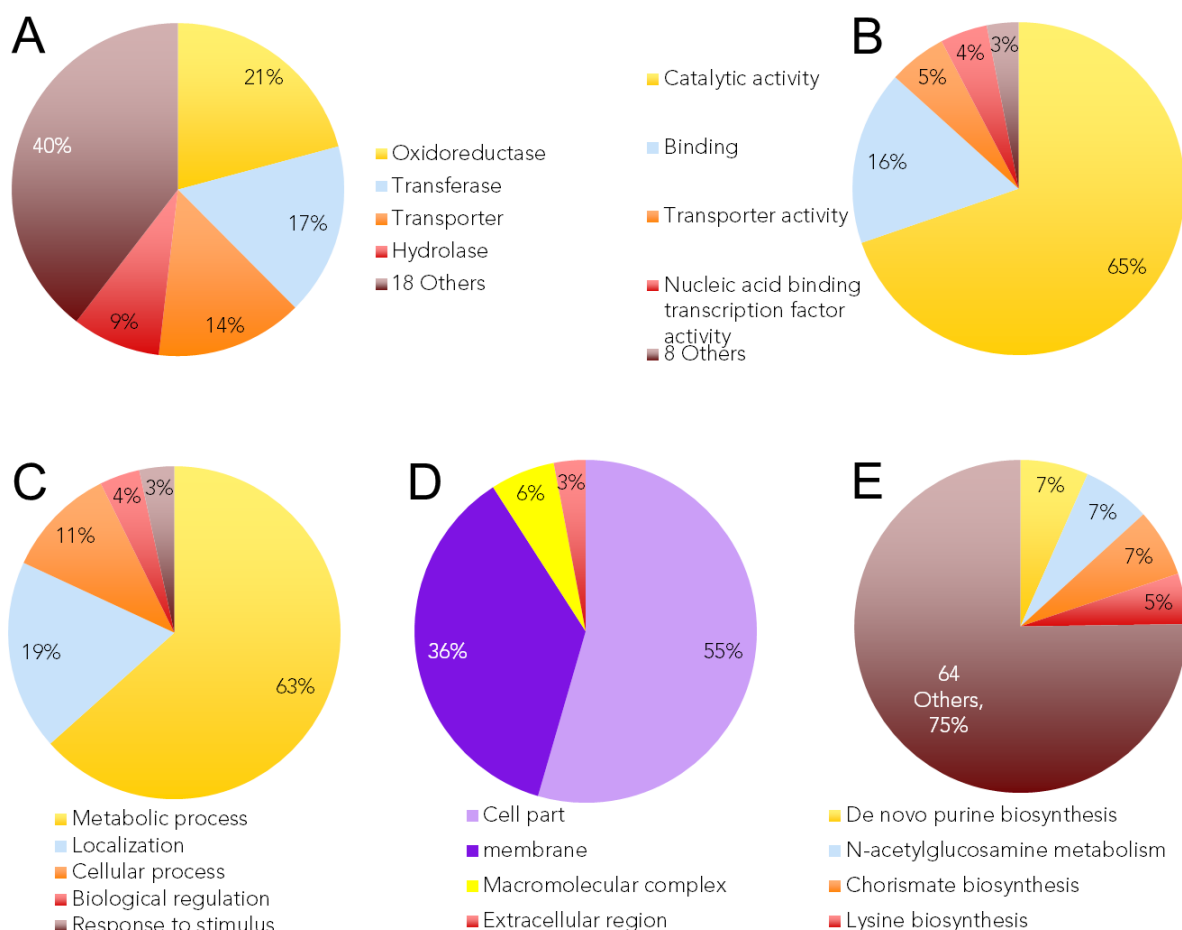 A
21%
17%
14%
9%
40%
Oxidoreductase
Transferase
Transporter
Hydrolase
18 Others
B
65%
16%
5%
4%
3%
Catalytic activity
Binding
Transporter activity
Nucleic acid binding
transcription factor
activity
8 Others
C
63%
19%
11%
4%
3%
Metabolic process
Localization
Cellular process
Biological regulation
Response to stimulus
D
55%
36%
6%
3%
Cell part
membrane
Macromolecular complex
Extracellular region
E
7%
7%
7%
5%
64
Others,
75%
De novo purine biosynthesis
N-acetylglucosamine metabolism
Chorismate biosynthesis
Lysine biosynthesis